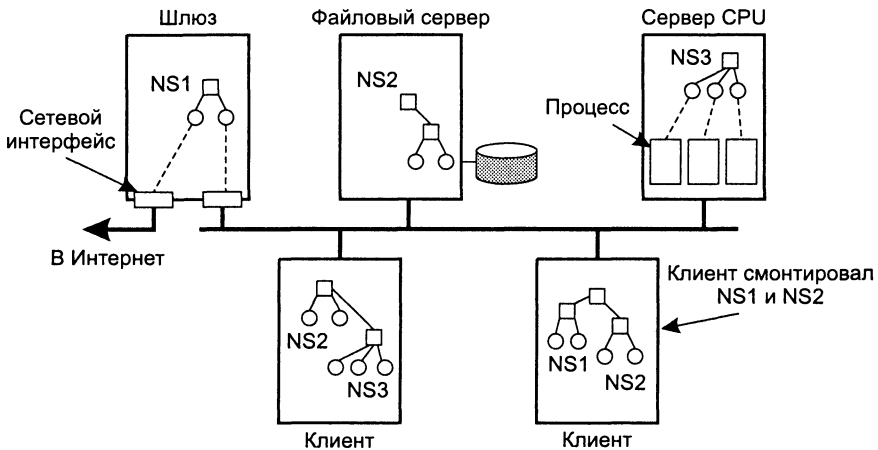 Шлюз
Файловый сервер
Сервер CPU
NS1
NS2
NS3
Сетевой
интерфейс
Процесс
В Интернет
Клиент смонтировал
NS1 и NS2
NS2
NS3
NS1
NS2
Клиент
Клиент